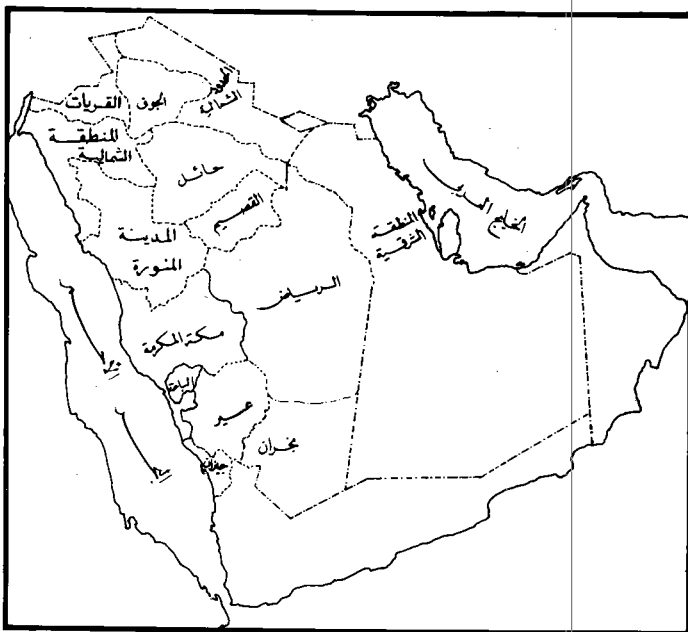 الحدود
الشمالية
القريات
الجوف
المنطقة
الشمالية
حائل
القصيم
الخليج العربي
المنطقة
الشرقية
المدينة
المنورة
الرياض
مكة المكرمة
الباحة
عسير
نجران
جيزان